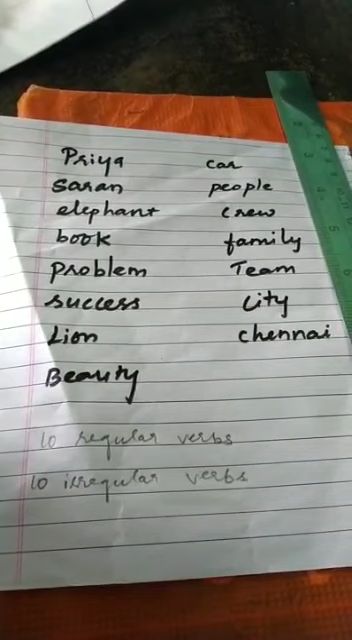 Priya car
Saran people
elephant crew
book family
Problem Team
success City
Lion Chennai
Beauty
10 regular verbs
10 irregular verbs